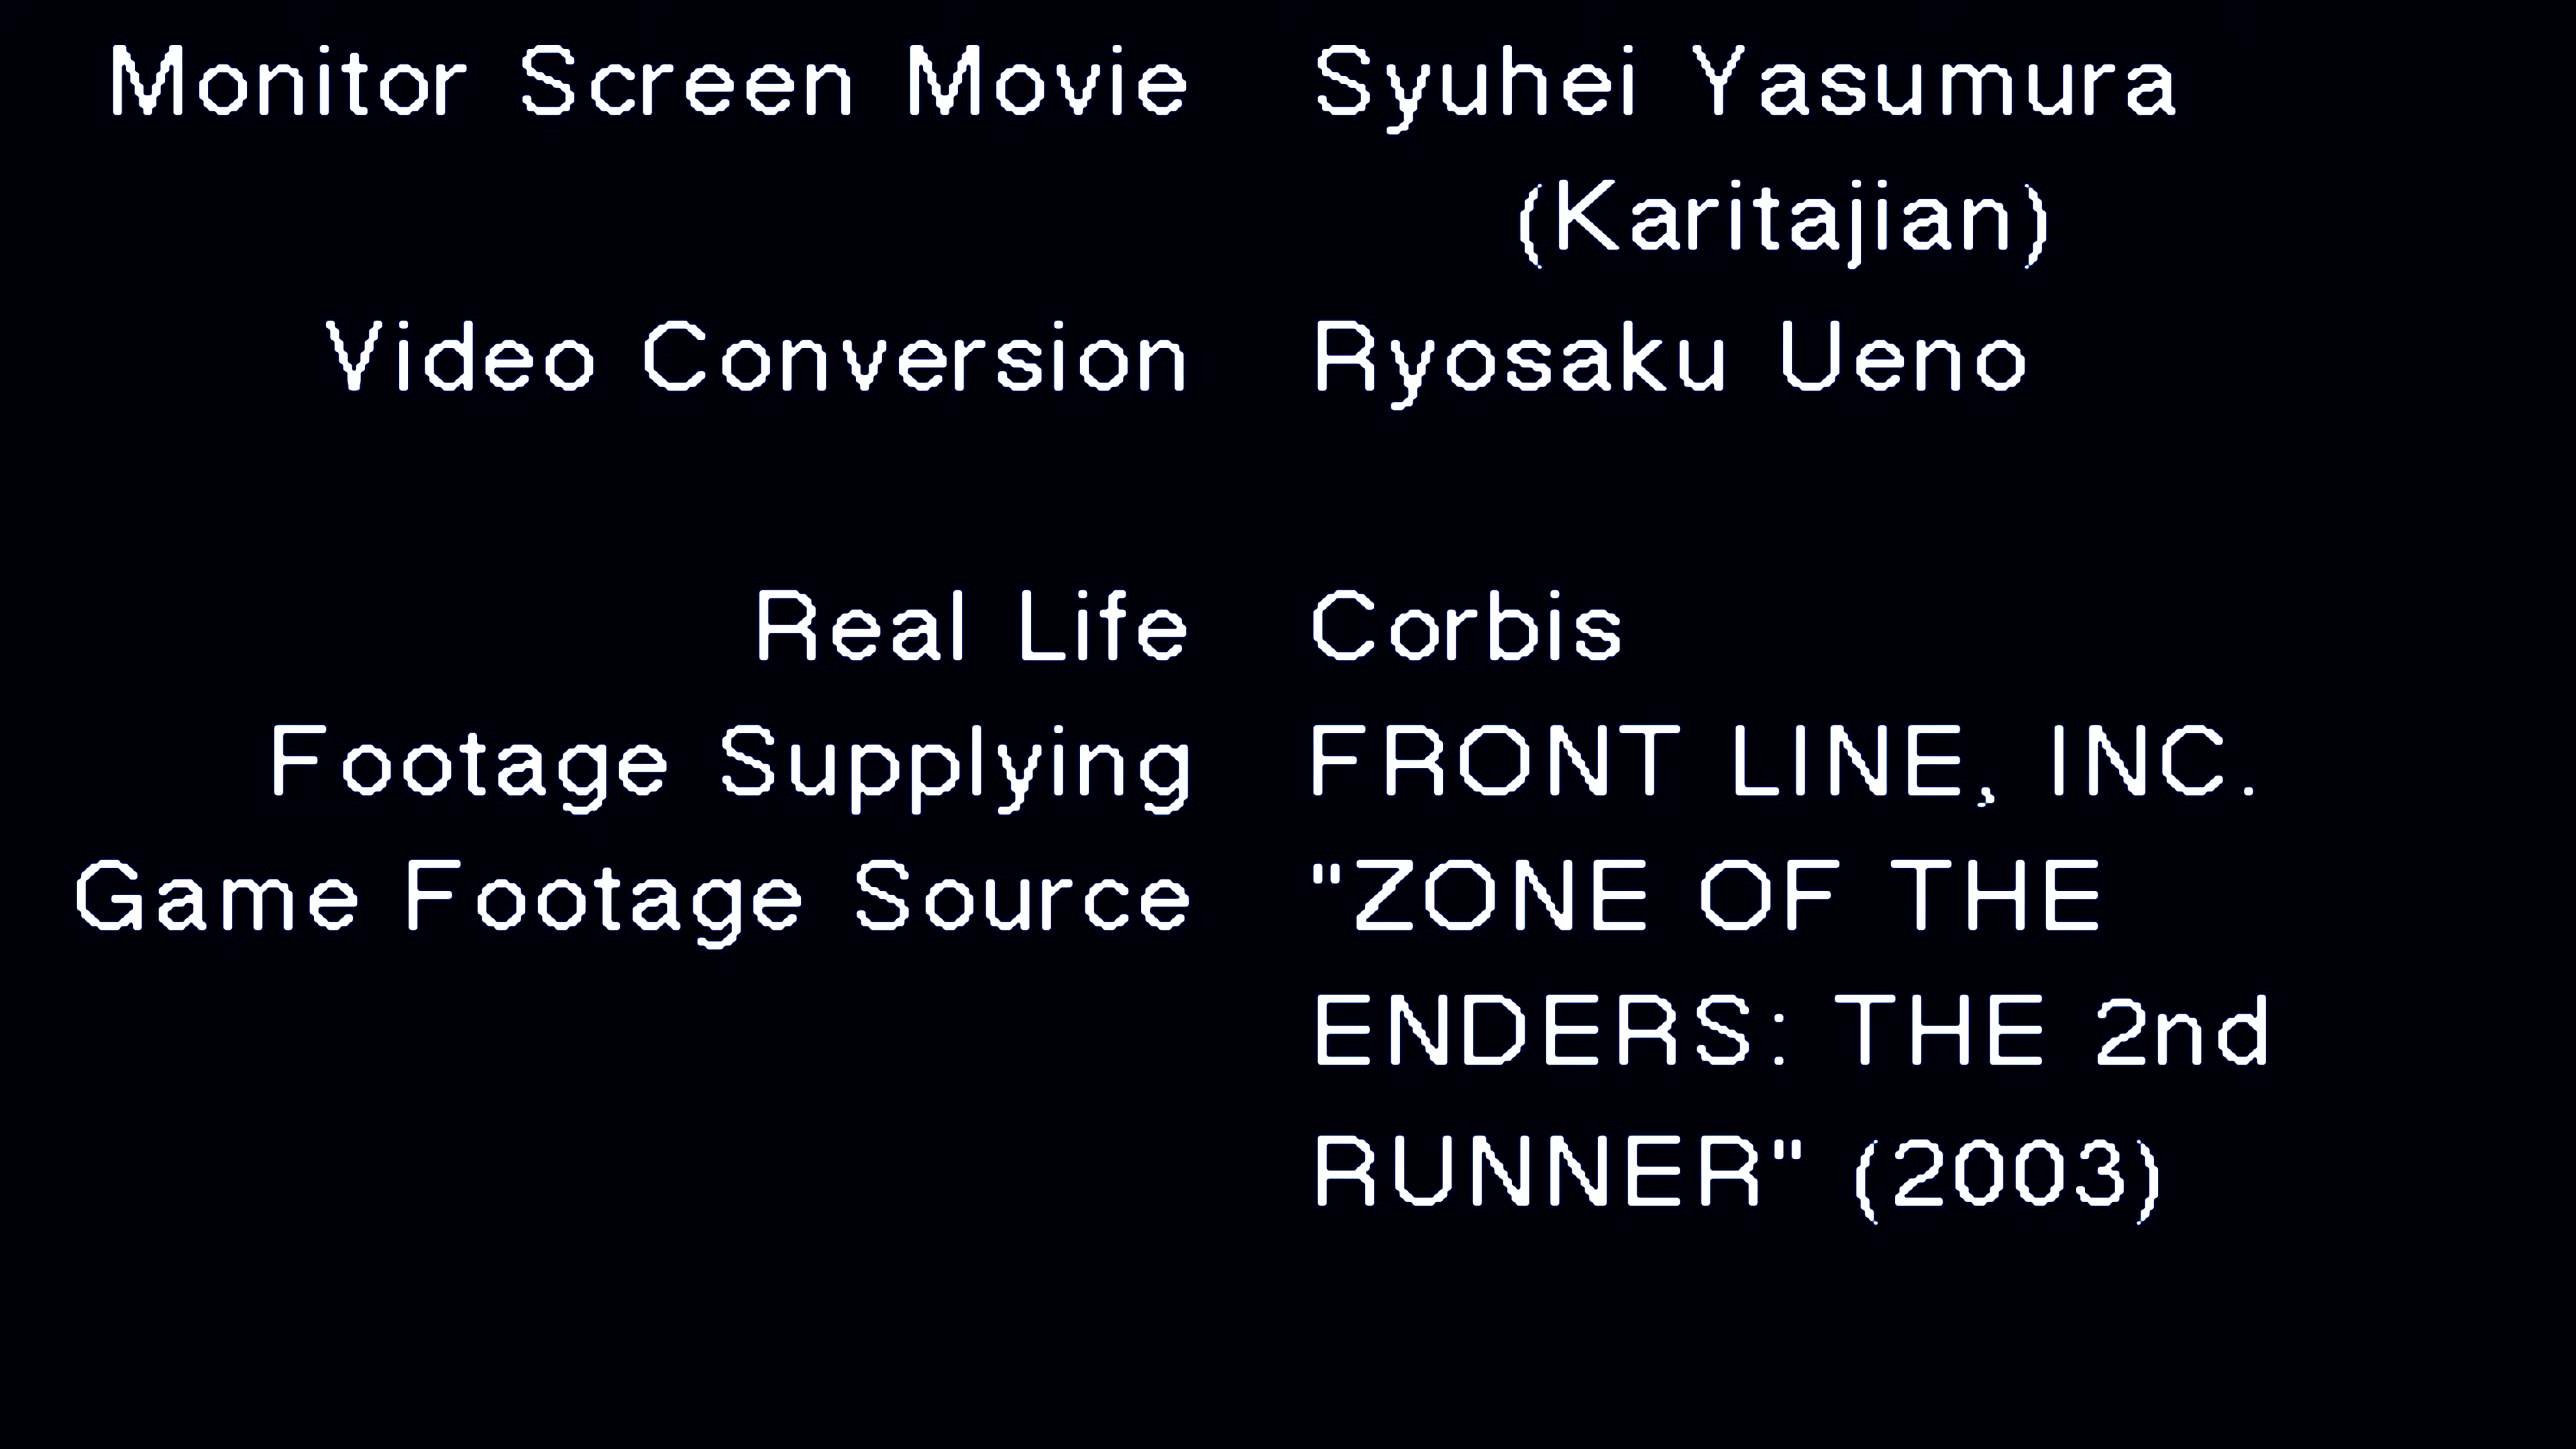 Monitor Screen Movie Syuhei Yasumura
(Karitajian)
Video Conversion Ryosaku Ueno
Real Life Corbis
Footage Supplying FRONT LINE, INC.
Game Footage Source "ZONE OF THE
ENDERS: THE 2nd
RUNNER" (2003)